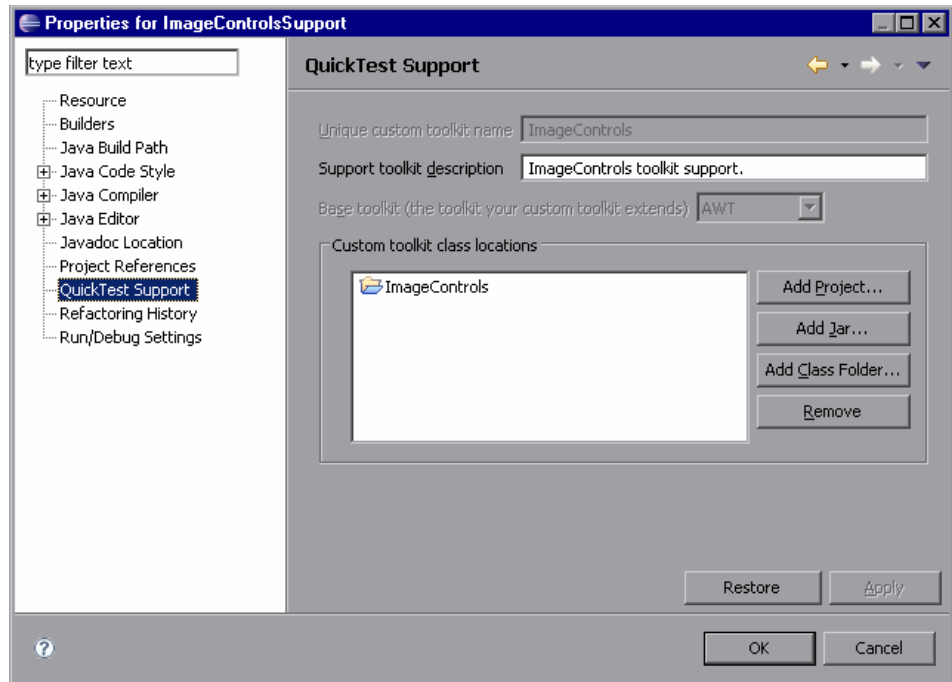 Properties for ImageControlsSupport
type filter text
Resource
Builders
Java Build Path
Java Code Style
Java Compiler
Java Editor
Javadoc Location
Project References
QuickTest Support
Refactoring History
Run/Debug Settings
QuickTest Support
Unique custom toolkit name ImageControls
Support toolkit description ImageControls toolkit support.
Base toolkit (the toolkit your custom toolkit extends) AWT
Custom toolkit class locations
ImageControls
Add Project...
Add Jar...
Add Class Folder...
Remove
Restore Apply
? OK Cancel